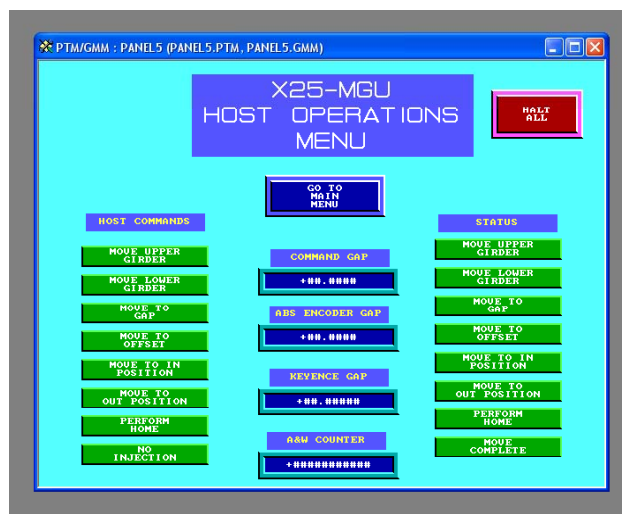 PTM/GMM : PANEL5 (PANEL5.PTM, PANEL5.GMM)
X25-MGU
HOST OPERATIONS
MENU
HALT
ALL
GO TO
MAIN
MENU
HOST COMMANDS
MOVE UPPER
GIRDER
MOVE LOWER
GIRDER
MOVE TO
GAP
MOVE TO
OFFSET
MOVE TO IN
POSITION
MOVE TO
OUT POSITION
PERFORM
HOME
NO
INJECTION
COMMAND GAP
+##.####
ABS ENCODER GAP
+##.####
KEYENCE GAP
+##.#####
A&W COUNTER
+###########
STATUS
MOVE UPPER
GIRDER
MOVE LOWER
GIRDER
MOVE TO
GAP
MOVE TO
OFFSET
MOVE TO IN
POSITION
MOVE TO
OUT POSITION
PERFORM
HOME
MOVE
COMPLETE